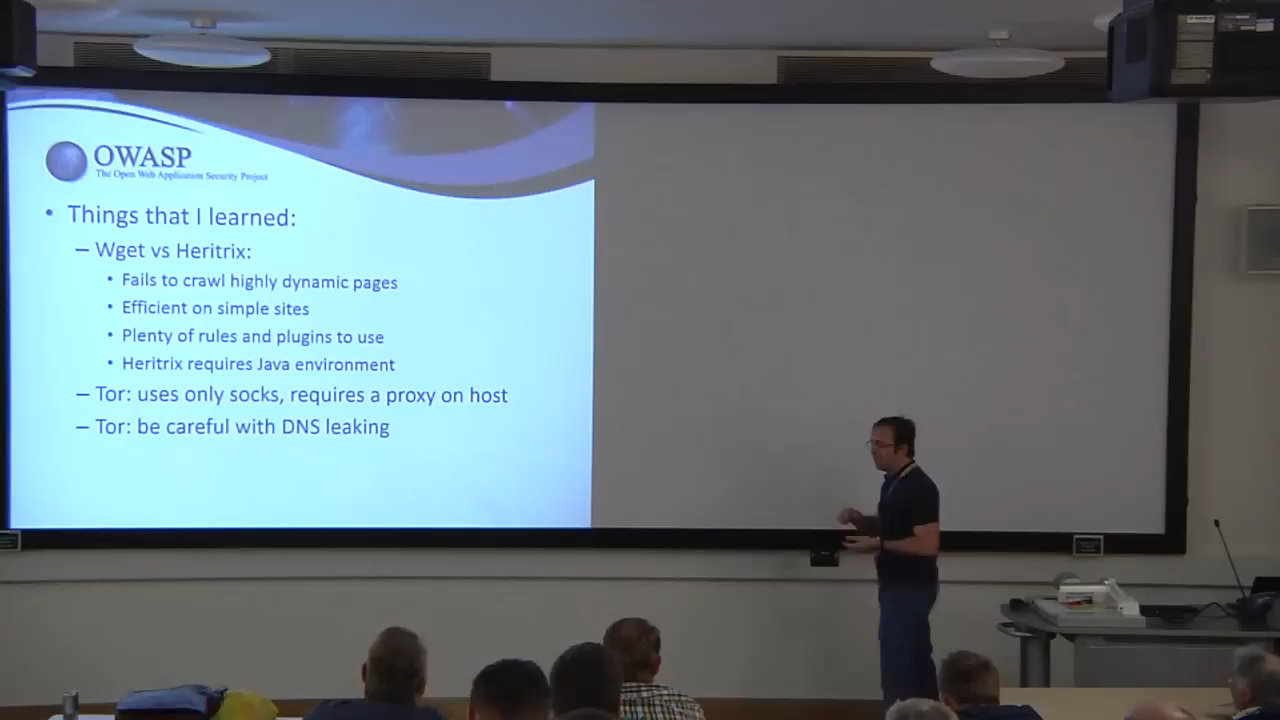 OWASP
The Open Web Application Security Project
• Things that I learned:
– Wget vs Heritrix:
• Fails to crawl highly dynamic pages
• Efficient on simple sites
• Plenty of rules and plugins to use
• Heritrix requires Java environment
– Tor: uses only socks, requires a proxy on host
– Tor: be careful with DNS leaking